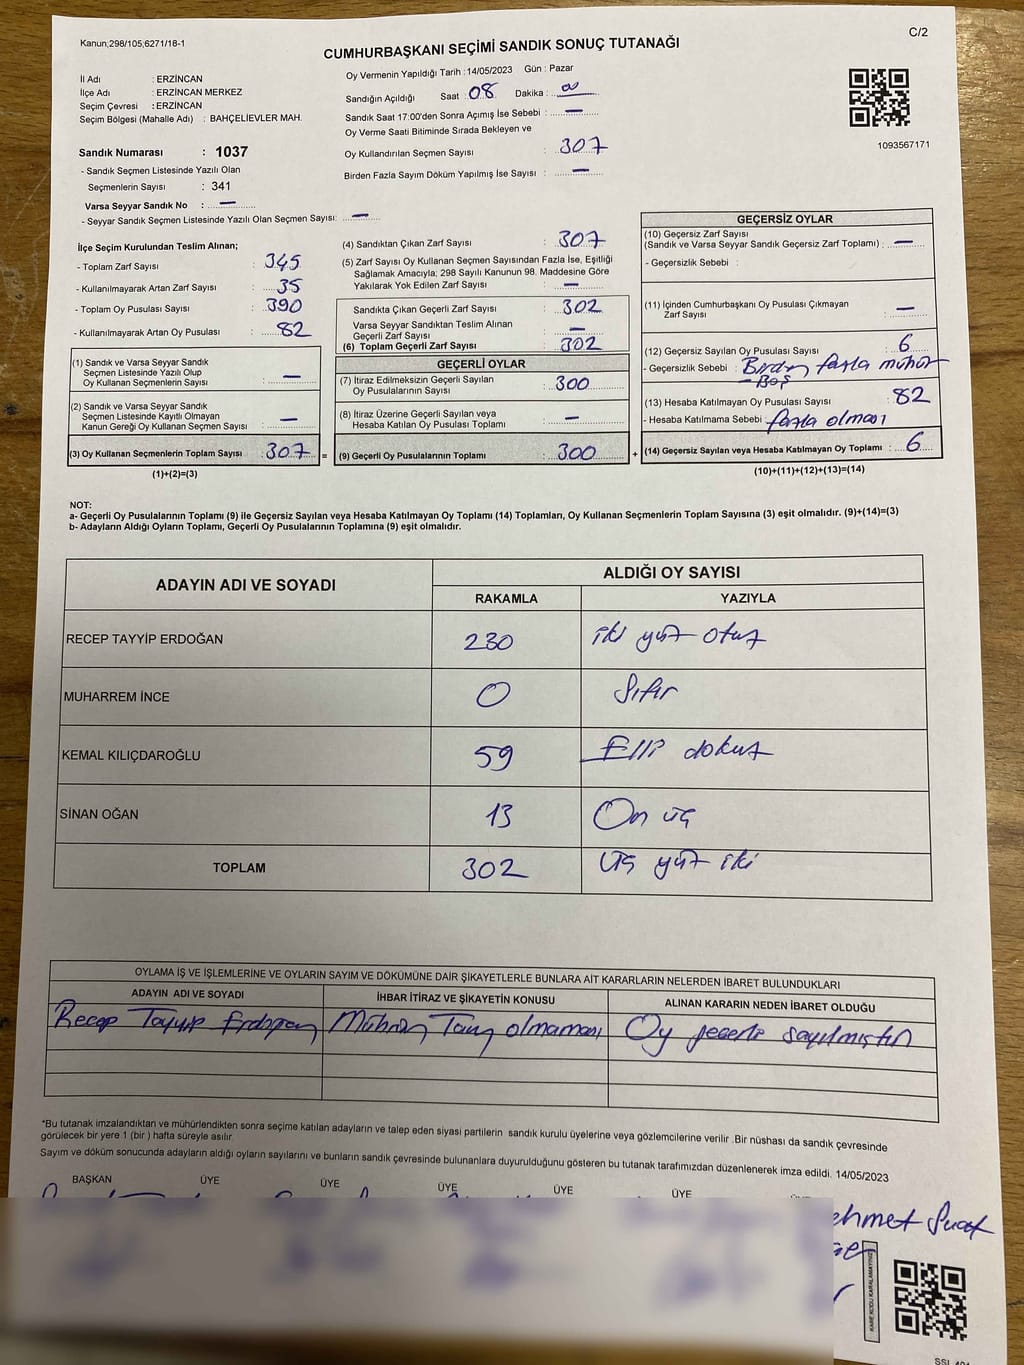 Kanun;298/105;6271/18-1
C/2
CUMHURBAŞKANI SEÇİMİ SANDIK SONUÇ TUTANAĞI
İl Adı : ERZİNCAN
İlçe Adı : ERZİNCAN MERKEZ
Seçim Çevresi : ERZİNCAN
Seçim Bölgesi (Mahalle Adı) : BAHÇELİEVLER MAH.
Sandık Numarası : 1037
- Sandık Seçmen Listesinde Yazılı Olan
Seçmenlerin Sayısı : 341
Varsa Seyyar Sandık No : —
- Seyyar Sandık Seçmen Listesinde Yazılı Olan Seçmen Sayısı: —
Oy Vermenin Yapıldığı Tarih :14/05/2023 Gün : Pazar
Sandığın Açıldığı Saat : 08 Dakika : 00
Sandık Saat 17:00'den Sonra Açımış İse Sebebi : —
Oy Verme Saati Bitiminde Sırada Bekleyen ve
Oy Kullandırılan Seçmen Sayısı : 307
Birden Fazla Sayım Döküm Yapılmış İse Sayısı : —
1093567171
İlçe Seçim Kurulundan Teslim Alınan;
- Toplam Zarf Sayısı : 345
- Kullanılmayarak Artan Zarf Sayısı : 35
- Toplam Oy Pusulası Sayısı : 390
- Kullanılmayarak Artan Oy Pusulası : 82
(1) Sandık ve Varsa Seyyar Sandık
Seçmen Listesinde Yazılı Olup
Oy Kullanan Seçmenlerin Sayısı : —
(2) Sandık ve Varsa Seyyar Sandık
Seçmen Listesinde Kayıtlı Olmayan
Kanun Gereği Oy Kullanan Seçmen Sayısı : —
(3) Oy Kullanan Seçmenlerin Toplam Sayısı : 307 =
(1)+(2)=(3)
(4) Sandıktan Çıkan Zarf Sayısı : 307
(5) Zarf Sayısı Oy Kullanan Seçmen Sayısından Fazla İse, Eşitliği
Sağlamak Amacıyla; 298 Sayılı Kanunun 98. Maddesine Göre
Yakılarak Yok Edilen Zarf Sayısı : —
Sandıkta Çıkan Geçerli Zarf Sayısı : 302
Varsa Seyyar Sandıktan Teslim Alınan
Geçerli Zarf Sayısı : —
(6) Toplam Geçerli Zarf Sayısı : 302
GEÇERLİ OYLAR
(7) İtiraz Edilmeksizin Geçerli Sayılan
Oy Pusulalarının Sayısı : 300
(8) İtiraz Üzerine Geçerli Sayılan veya
Hesaba Katılan Oy Pusulası Toplamı : —
(9) Geçerli Oy Pusulalarının Toplamı : 300 +
GEÇERSİZ OYLAR
(10) Geçersiz Zarf Sayısı
(Sandık ve Varsa Seyyar Sandık Geçersiz Zarf Toplamı) : —
- Geçersizlik Sebebi :
(11) İçinden Cumhurbaşkanı Oy Pusulası Çıkmayan
Zarf Sayısı : —
(12) Geçersiz Sayılan Oy Pusulası Sayısı : 6
- Geçersizlik Sebebi : Birden fazla mühür
- Boş
(13) Hesaba Katılmayan Oy Pusulası Sayısı : 82
- Hesaba Katılmama Sebebi : fazla olması
(14) Geçersiz Sayılan veya Hesaba Katılmayan Oy Toplamı : 6
(10)+(11)+(12)+(13)=(14)
NOT:
a- Geçerli Oy Pusulalarının Toplamı (9) ile Geçersiz Sayılan veya Hesaba Katılmayan Oy Toplamı (14) Toplamları, Oy Kullanan Seçmenlerin Toplam Sayısına (3) eşit olmalıdır. (9)+(14)=(3)
b- Adayların Aldığı Oyların Toplamı, Geçerli Oy Pusulalarının Toplamına (9) eşit olmalıdır.
ADAYIN ADI VE SOYADI ALDIĞI OY SAYISI
RAKAMLA YAZIYLA
RECEP TAYYİP ERDOĞAN 230 iki yüz otuz
MUHARREM İNCE 0 Sıfır
KEMAL KILIÇDAROĞLU 59 Elli dokuz
SİNAN OĞAN 13 On üç
TOPLAM 302 üç yüz iki
OYLAMA İŞ VE İŞLEMLERİNE VE OYLARIN SAYIM VE DÖKÜMÜNE DAİR ŞİKAYETLERLE BUNLARA AİT KARARLARIN NELERDEN İBARET BULUNDUKLARI
ADAYIN ADI VE SOYADI İHBAR İTİRAZ VE ŞİKAYETİN KONUSU ALINAN KARARIN NEDEN İBARET OLDUĞU
Recep Tayyip Erdoğan Mührün Tam olmaması Oy geçerli sayılmıştır
*Bu tutanak imzalandıktan ve mühürlendikten sonra seçime katılan adayların ve talep eden siyasi partilerin sandık kurulu üyelerine veya gözlemcilerine verilir .Bir nüshası da sandık çevresinde
görülecek bir yere 1 (bir ) hafta süreyle asılır.
Sayım ve döküm sonucunda adayların aldığı oyların sayılarını ve bunların sandık çevresinde bulunanlara duyurulduğunu gösteren bu tutanak tarafımızdan düzenlenerek imza edildi. 14/05/2023
BAŞKAN ÜYE ÜYE ÜYE ÜYE ÜYE
ehmet Suat
KARE KODU KARALAMAYINIZ